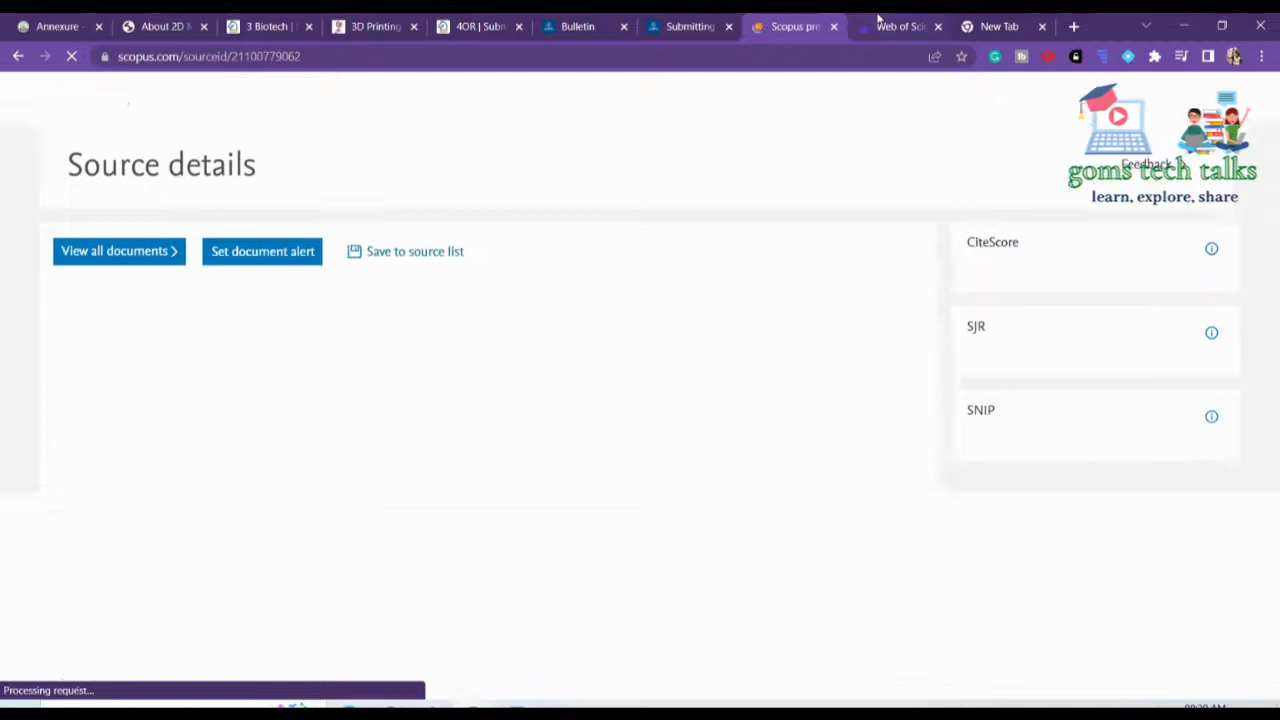 Annexure
About 2D M
3 Biotech |
3D Printing
4OR | Subm
Bulletin
Submitting
Scopus pre
Web of Sci
New Tab
scopus.com/sourceid/21100779062
Source details
Feedback
goms tech talks
learn, explore, share
View all documents
Set document alert
Save to source list
CiteScore
SJR
SNIP
Processing request...